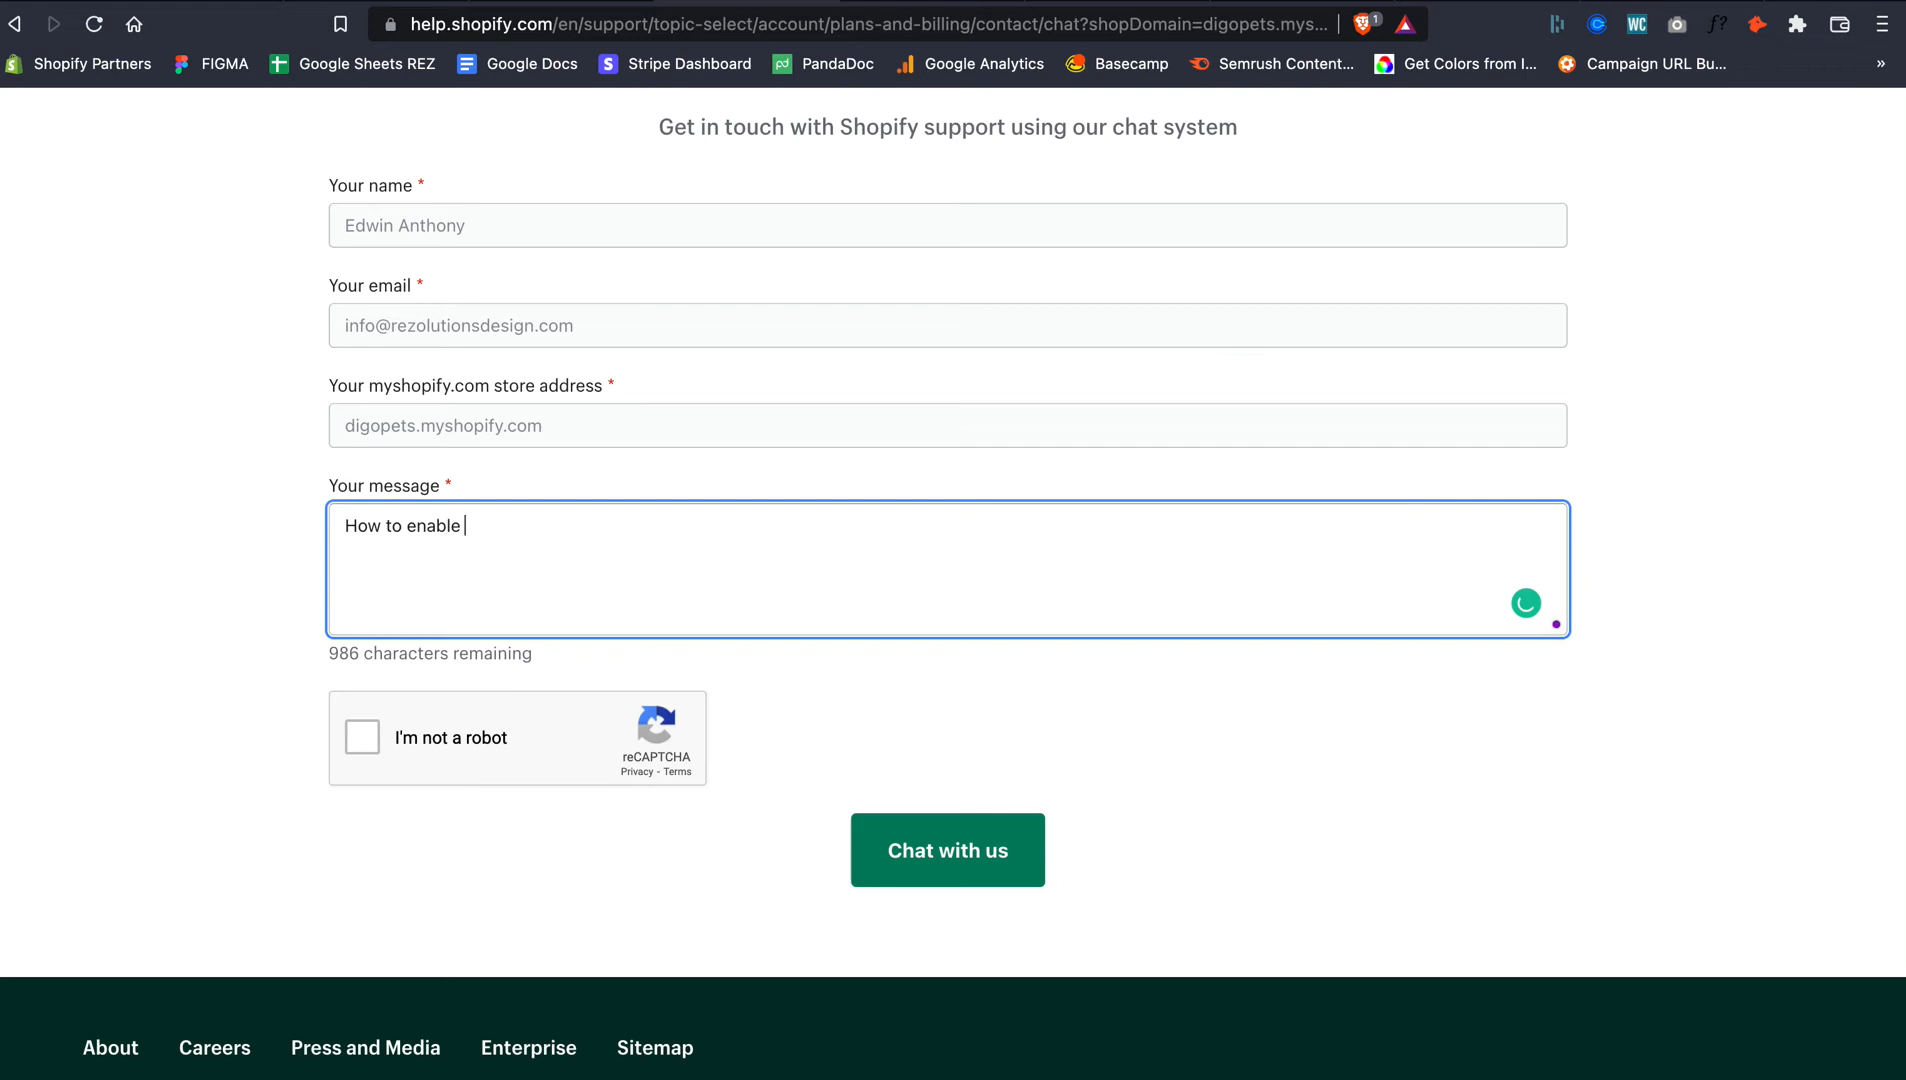 help.shopify.com/en/support/topic-select/account/plans-and-billing/contact/chat?shopDomain=digopets.mys... 1 WC f?
Shopify Partners FIGMA Google Sheets REZ Google Docs S Stripe Dashboard pd PandaDoc Google Analytics Basecamp Semrush Content... Get Colors from I... Campaign URL Bu... »
Get in touch with Shopify support using our chat system
Your name *
Edwin Anthony
Your email *
info@rezolutionsdesign.com
Your myshopify.com store address *
digopets.myshopify.com
Your message *
How to enable
986 characters remaining
I'm not a robot
reCAPTCHA
Privacy - Terms
Chat with us
About Careers Press and Media Enterprise Sitemap